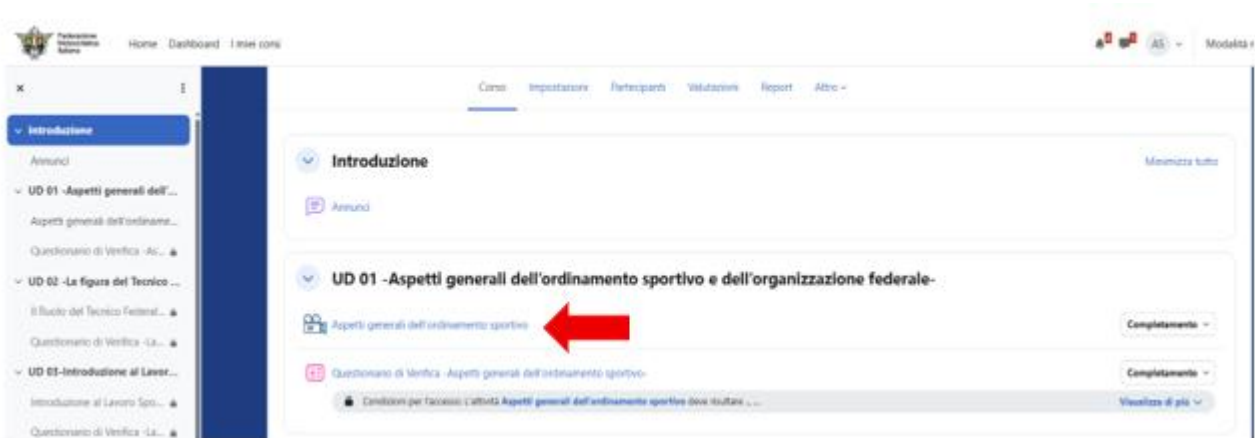 Federazione
Motociclistica
Italiana
Home Dashboard I miei corsi
AS
Modalità
Corso Impostazioni Partecipanti Valutazioni Report Altro
Introduzione
Annunci
UD 01 -Aspetti generali dell'...
Aspetti generali dell'ordiname...
Questionario di Verifica -As...
UD 02 -La figura del Tecnico ...
Il Ruolo del Tecnico Federal...
Questionario di Verifica -La...
UD 03-Introduzione al Lavor...
Introduzione al Lavoro Spo...
Questionario di Verifica -La...
Introduzione
Minimizza tutto
Annunci
UD 01 -Aspetti generali dell'ordinamento sportivo e dell'organizzazione federale-
Aspetti generali dell'ordinamento sportivo
Completamento
Questionario di Verifica -Aspetti generali dell'ordinamento sportivo-
Completamento
Condizioni per l'accesso: L'attività Aspetti generali dell'ordinamento sportivo deve risultare ...
Visualizza di più